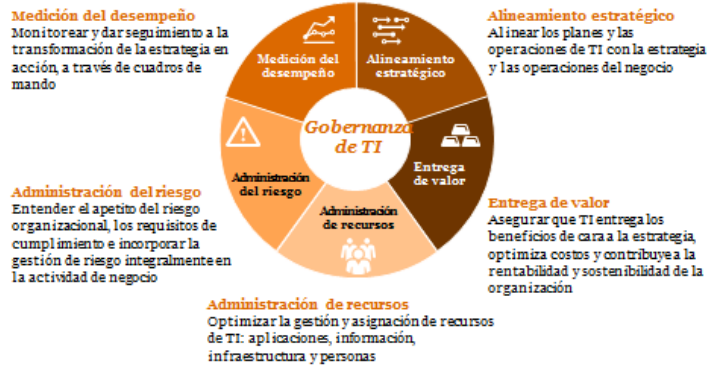 Medición del desempeño
Monitorear y dar seguimiento a la
transformación de la estrategia en
acción, a través de cuadros de
mando
Alineamiento estratégico
Alinear los planes y las
operaciones de TI con la estrategia
y las operaciones del negocio
Medición del
desempeño
Alineamiento
estratégico
Gobernanza
de TI
Entrega
de valor
Administración
del riesgo
Administración
de recursos
Administración del riesgo
Entender el apetito del riesgo
organizacional, los requisitos de
cumplimiento e incorporar la
gestión de riesgo integralmente en
la actividad de negocio
Entrega de valor
Asegurar que TI entrega los
beneficios de cara a la estrategia,
optimiza costos y contribuye a la
rentabilidad y sostenibilidad de la
organización
Administración de recursos
Optimizar la gestión y asignación de recursos
de TI: aplicaciones, información,
infraestructura y personas